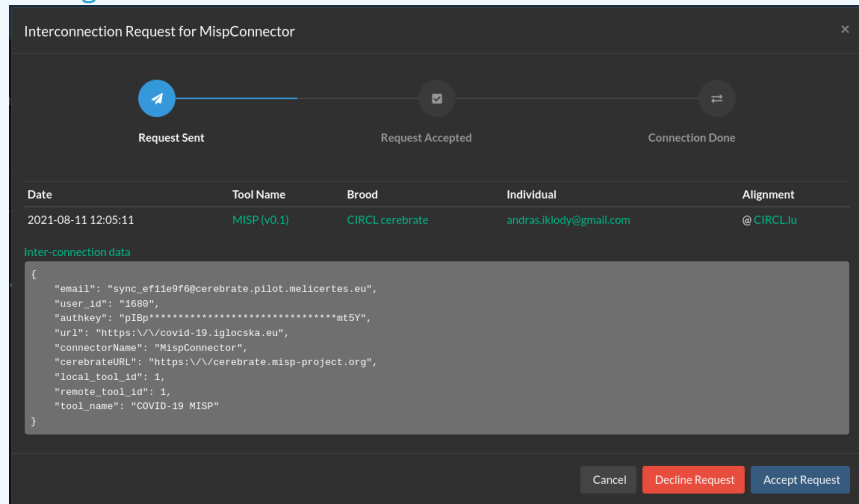 Interconnection Request for MispConnector ×
Request Sent Request Accepted Connection Done
Date Tool Name Brood Individual Alignment
2021-08-11 12:05:11 MISP (v0.1) CIRCL cerebrate andras.iklody@gmail.com @ CIRCL.lu
Inter-connection data
{
    "email": "sync_ef11e9f6@cerebrate.pilot.melicertes.eu",
    "user_id": "1680",
    "authkey": "pIBp********************************mt5Y",
    "url": "https:\/\/covid-19.iglocska.eu",
    "connectorName": "MispConnector",
    "cerebrateURL": "https:\/\/cerebrate.misp-project.org",
    "local_tool_id": 1,
    "remote_tool_id": 1,
    "tool_name": "COVID-19 MISP"
}
Cancel Decline Request Accept Request